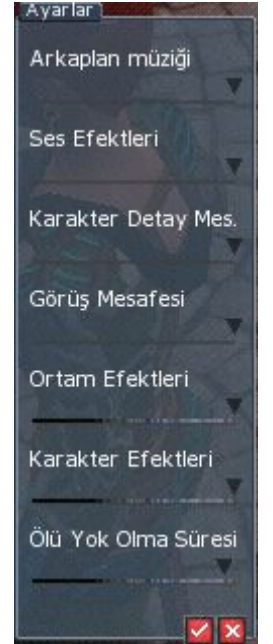 Ayarlar
Arkaplan müziği
Ses Efektleri
Karakter Detay Mes.
Görüş Mesafesi
Ortam Efektleri
Karakter Efektleri
Ölü Yok Olma Süresi